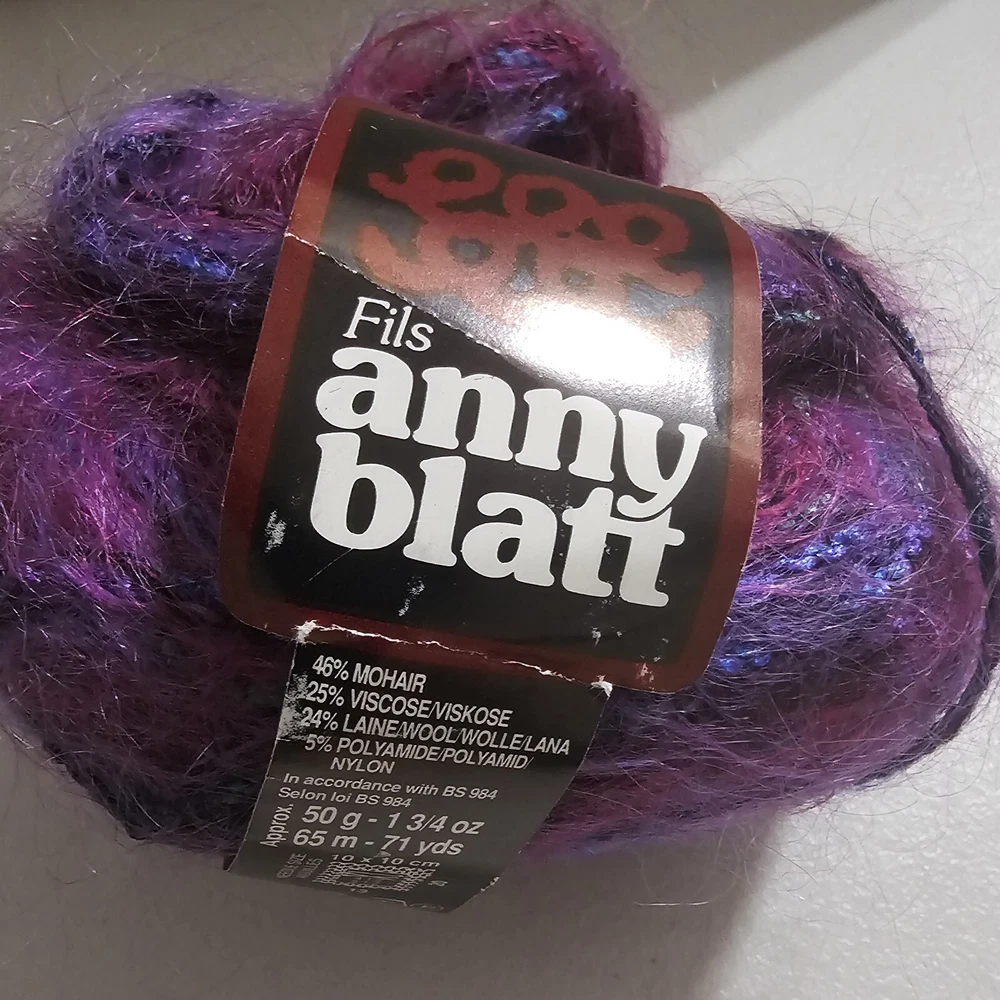 Fils
anny
blatt
46% MOHAIR
25% VISCOSE/VISKOSE
24% LAINE/WOOL/WOLLE/LANA
5% POLYAMIDE/POLYAMID/
NYLON
In accordance with BS 984
Selon loi BS 984
Approx. 50 g - 1 3/4 oz
65 m - 71 yds
10 x 10 cm